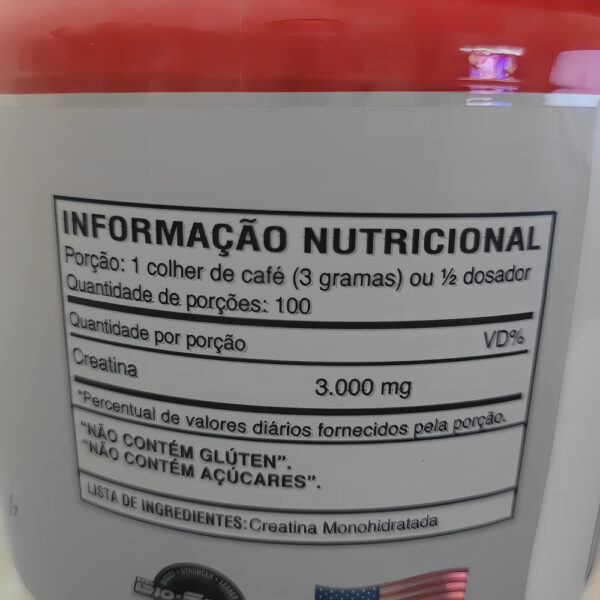 INFORMAÇÃO NUTRICIONAL
Porção: 1 colher de café (3 gramas) ou ½ dosador
Quantidade de porções: 100
Quantidade por porção VD%
Creatina 3.000 mg
*Percentual de valores diários fornecidos pela porção.
"NÃO CONTÉM GLÚTEN".
"NÃO CONTÉM AÇÚCARES".
LISTA DE INGREDIENTES: Creatina Monohidratada